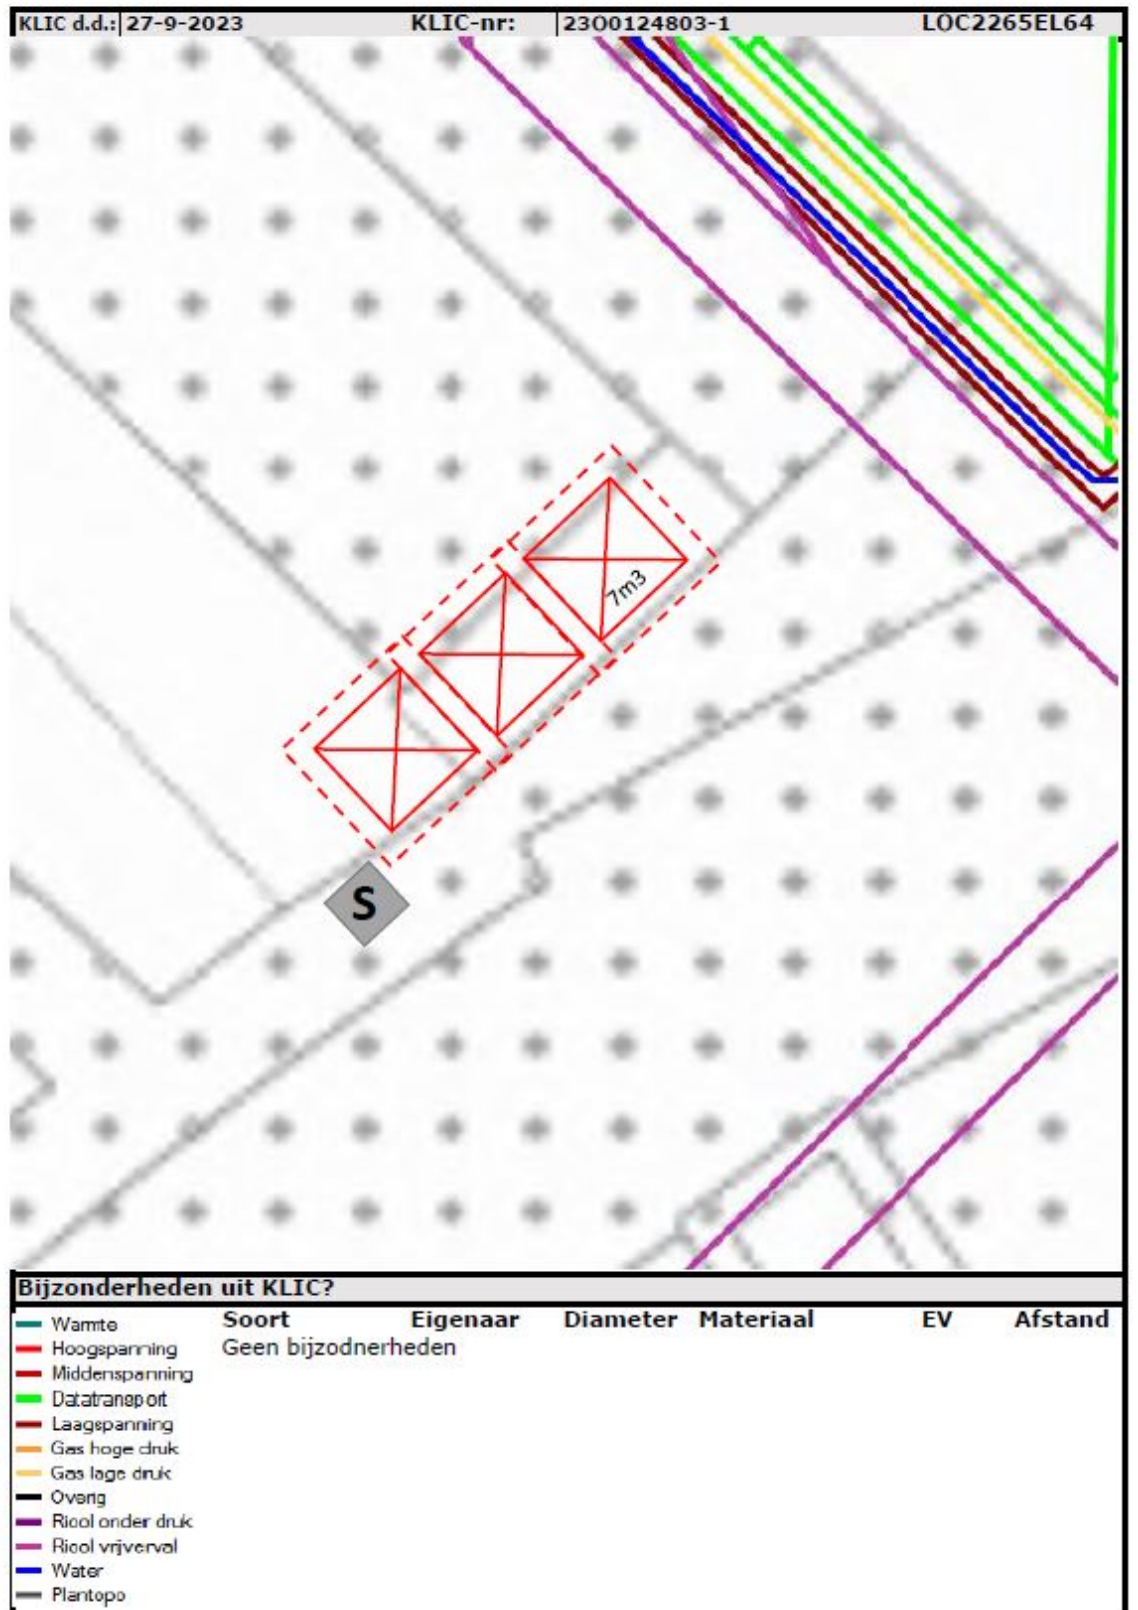 KLIC d.d.: 27-9-2023 KLIC-nr: 23O0124803-1 LOC2265EL64
7m3
S
Bijzonderheden uit KLIC?
Soort Eigenaar Diameter Materiaal EV Afstand
Geen bijzodnerheden
Warmte
Hoogspanning
Middenspanning
Datatransport
Laagspanning
Gas hoge druk
Gas lage druk
Overig
Riool onder druk
Riool vrijverval
Water
Plantopo